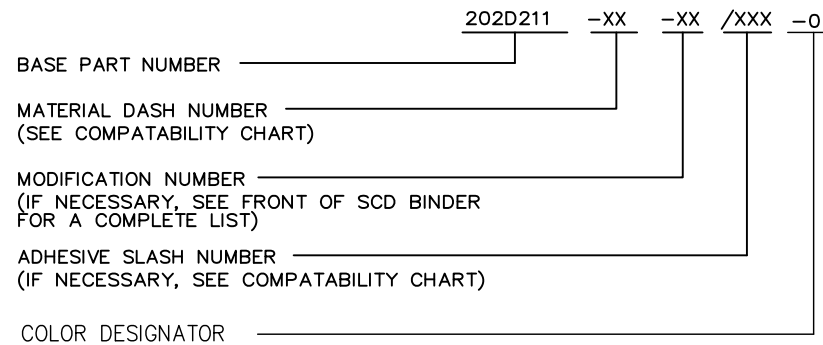 202D211 -XX -XX /XXX -0
BASE PART NUMBER
MATERIAL DASH NUMBER
(SEE COMPATABILITY CHART)
MODIFICATION NUMBER
(IF NECESSARY, SEE FRONT OF SCD BINDER
FOR A COMPLETE LIST)
ADHESIVE SLASH NUMBER
(IF NECESSARY, SEE COMPATABILITY CHART)
COLOR DESIGNATOR